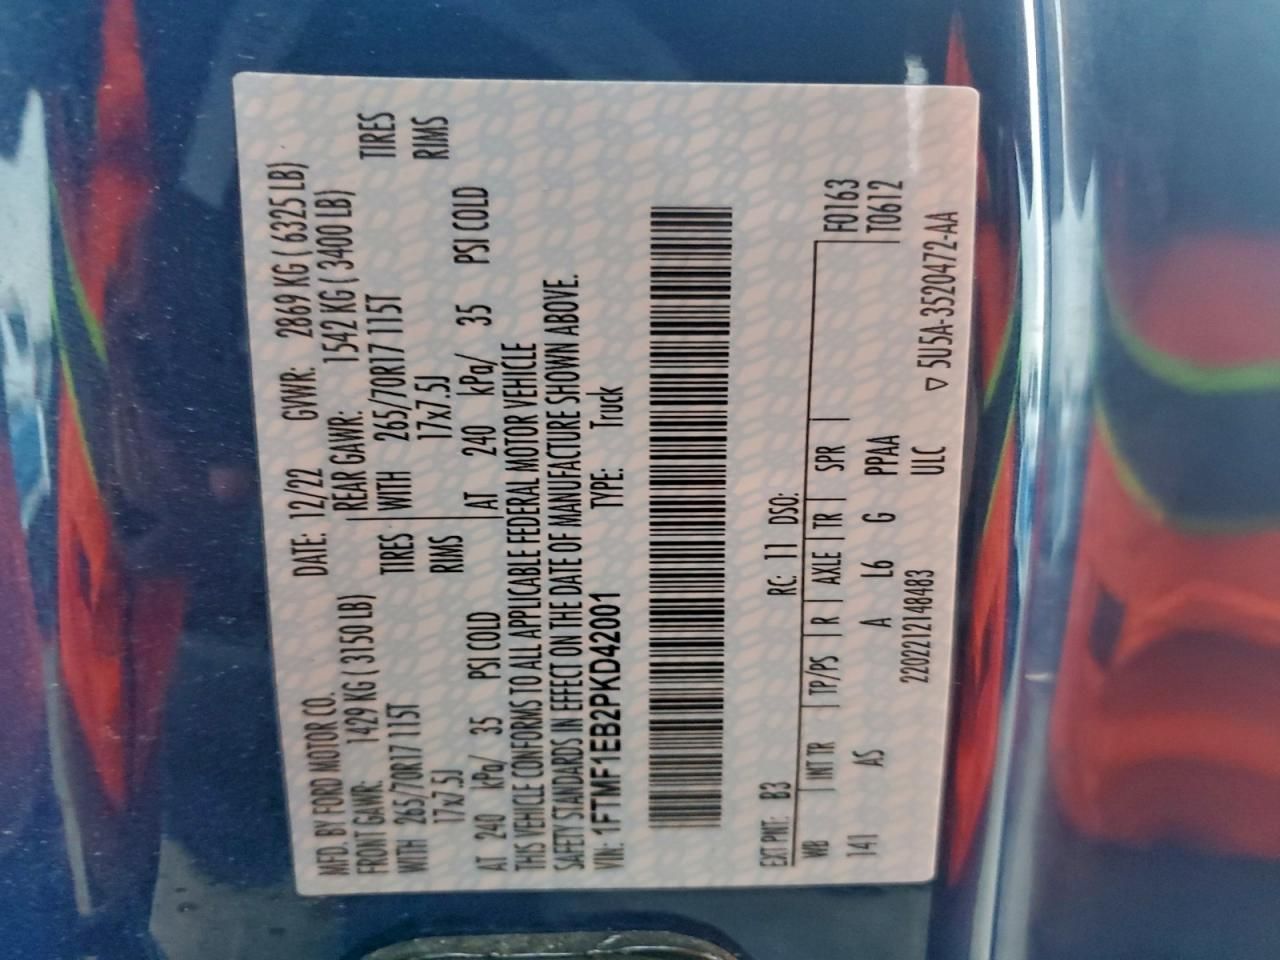 MFD. BY FORD MOTOR CO. DATE: 12/22 GVWR: 2869 KG ( 6325 LB)
FRONT GAWR: 1429 KG ( 3150 LB) REAR GAWR: 1542 KG ( 3400 LB)
WITH 265/70R17 115T TIRES WITH 265/70R17 115T TIRES
17x7.5J RIMS 17x7.5J RIMS
AT 240 kPa/ 35 PSI COLD AT 240 kPa/ 35 PSI COLD
THIS VEHICLE CONFORMS TO ALL APPLICABLE FEDERAL MOTOR VEHICLE
SAFETY STANDARDS IN EFFECT ON THE DATE OF MANUFACTURE SHOWN ABOVE.
VIN: 1FTMF1EB2PKD42001 TYPE: Truck
EXT PNT: B3 RC: 11 DSO:
WB | INT TR | TP/PS | R | AXLE | TR | SPR | F0163
141 AS A L6 G PPAA T0612
2202212148483 ULC
▽ 5U5A-3520472-AA